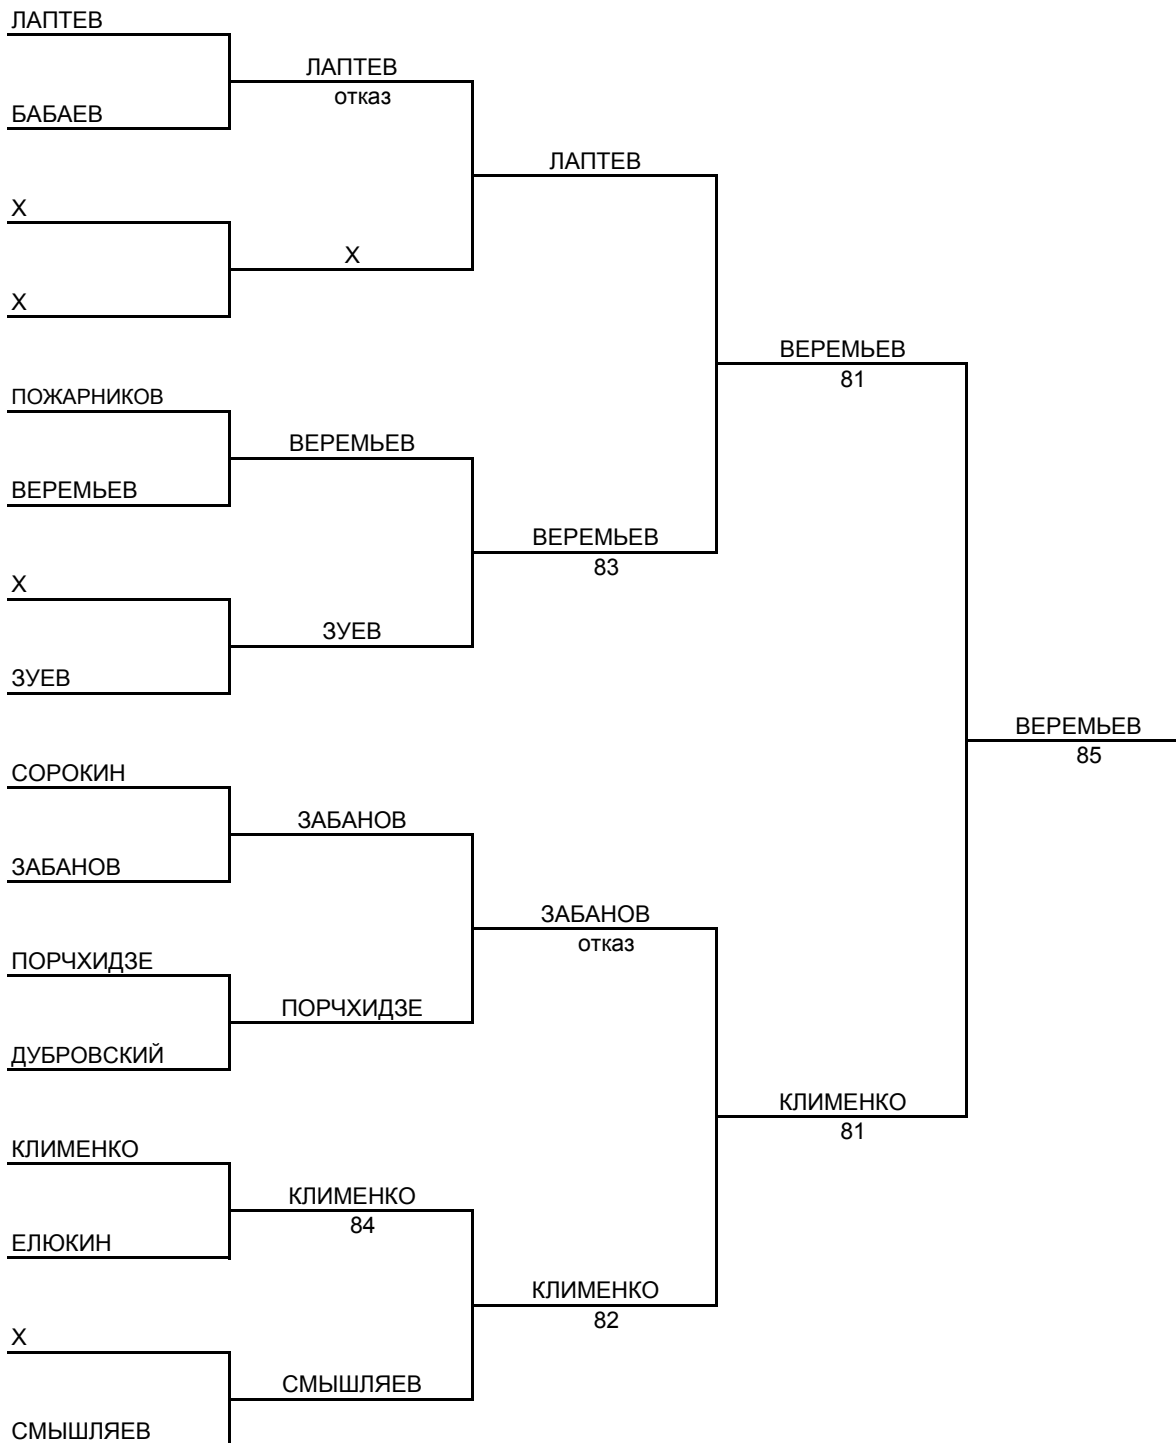 ЛАПТЕВ
ЛАПТЕВ
отказ
БАБАЕВ
ЛАПТЕВ
X
X
X
ВЕРЕМЬЕВ
81
ПОЖАРНИКОВ
ВЕРЕМЬЕВ
ВЕРЕМЬЕВ
ВЕРЕМЬЕВ
83
X
ЗУЕВ
ЗУЕВ
ВЕРЕМЬЕВ
85
СОРОКИН
ЗАБАНОВ
ЗАБАНОВ
ЗАБАНОВ
отказ
ПОРЧХИДЗЕ
ПОРЧХИДЗЕ
ДУБРОВСКИЙ
КЛИМЕНКО
81
КЛИМЕНКО
КЛИМЕНКО
84
ЕЛЮКИН
КЛИМЕНКО
82
X
СМЫШЛЯЕВ
СМЫШЛЯЕВ